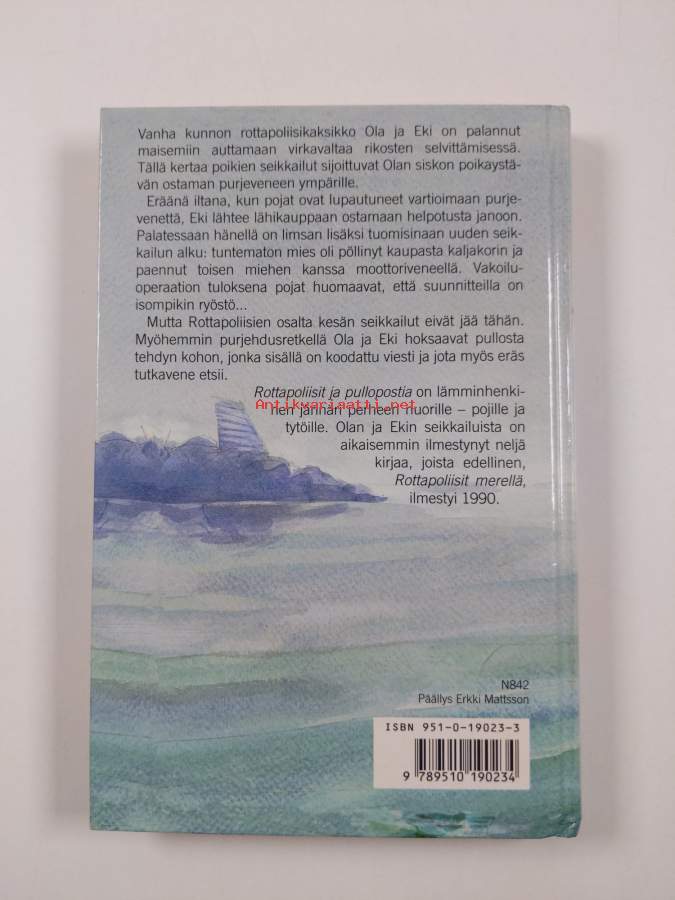 Vanha kunnon rottapoliisikaksikko Ola ja Eki on palannut
maisemiin auttamaan virkavaltaa rikosten selvittämisessä.
Tällä kertaa poikien seikkailut sijoittuvat Olan siskon poikaystä-
vän ostaman purjeveneen ympärille.
Eräänä iltana, kun pojat ovat lupautuneet vartioimaan purje-
venettä, Eki lähtee lähikauppaan ostamaan helpotusta janoon.
Palatessaan hänellä on limsan lisäksi tuomisinaan uuden seik-
kailun alku: tuntematon mies oli pöllinyt kaupasta kaljakorin ja
paennut toisen miehen kanssa moottoriveneellä. Vakoilu-
operaation tuloksena pojat huomaavat, että suunnitteilla on
isompikin ryöstö...
Mutta Rottapoliisien osalta kesän seikkailut eivät jää tähän.
Myöhemmin purjehdusretkellä Ola ja Eki hoksaavat pullosta
tehdyn kohon, jonka sisällä on koodattu viesti ja jota myös eräs
tutkavene etsii.
Rottapoliisit ja pullopostia on lämminhenki-
nen jännäri perheen nuorille – pojille ja
Antikvariaatti.net
tytöille. Olan ja Ekin seikkailuista on
aikaisemmin ilmestynyt neljä
kirjaa, joista edellinen,
Rottapoliisit merellä,
ilmestyi 1990.
N842
Päällys Erkki Mattsson
ISBN 951-0-19023-3
9 789510 190234